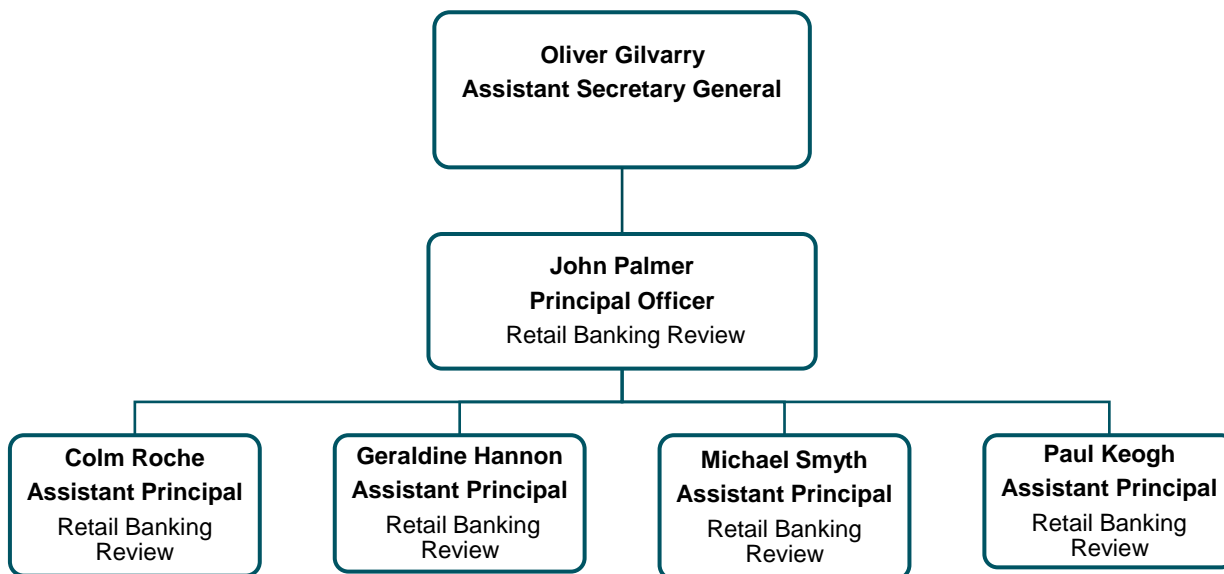 Oliver Gilvarry
Assistant Secretary General
John Palmer
Principal Officer
Retail Banking Review
Colm Roche
Assistant Principal
Retail Banking
Review
Geraldine Hannon
Assistant Principal
Retail Banking
Review
Michael Smyth
Assistant Principal
Retail Banking
Review
Paul Keogh
Assistant Principal
Retail Banking
Review